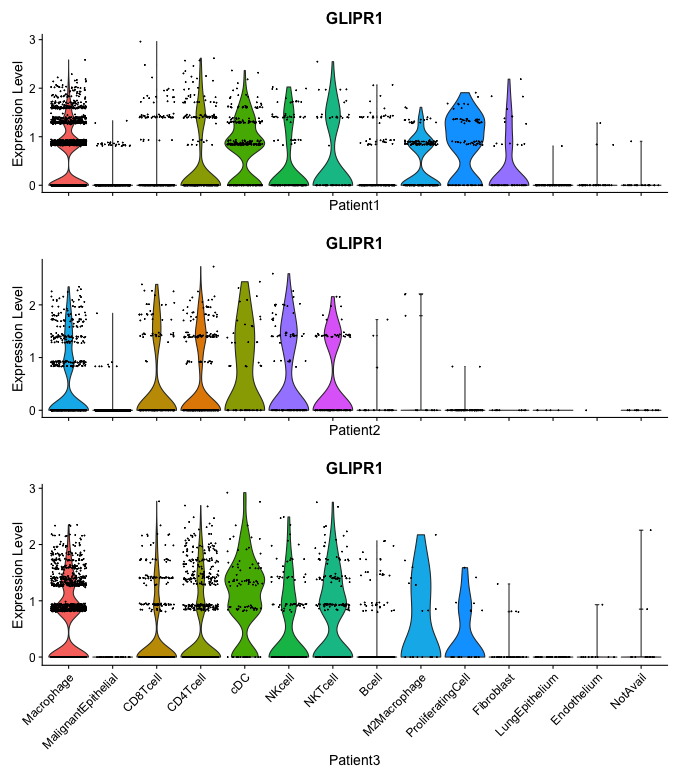 GLIPR1
Expression Level
3
2
1
0
Patient1
GLIPR1
Expression Level
2
1
0
Patient2
GLIPR1
Expression Level
3
2
1
0
Macrophage
MalignantEpithelial
CD8Tcell
CD4Tcell
cDC
NKcell
NKTcell
Bcell
M2Macrophage
ProliferatingCell
Fibroblast
LungEpithelium
Endothelium
NotAvail
Patient3